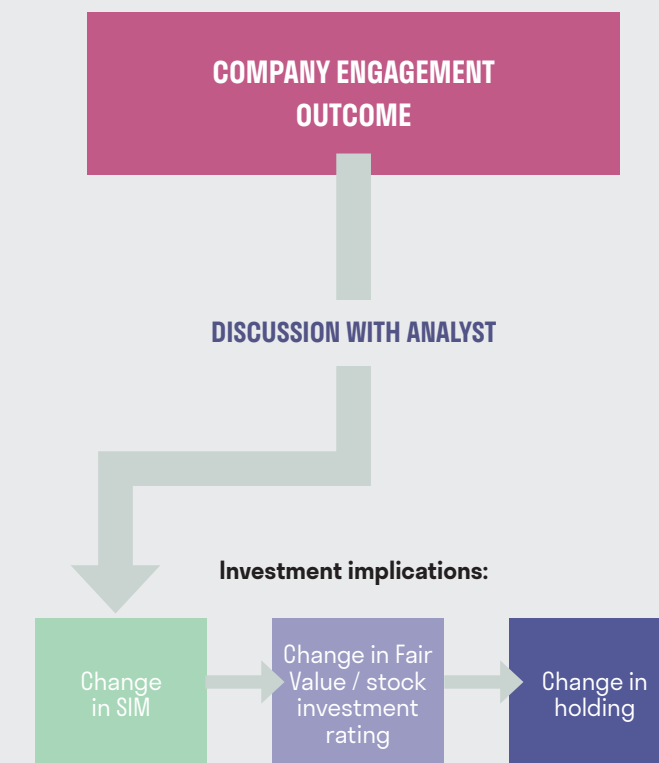 COMPANY ENGAGEMENT
OUTCOME
DISCUSSION WITH ANALYST
Investment implications:
Change
in SIM
Change in Fair
Value / stock
investment
rating
Change in
holding